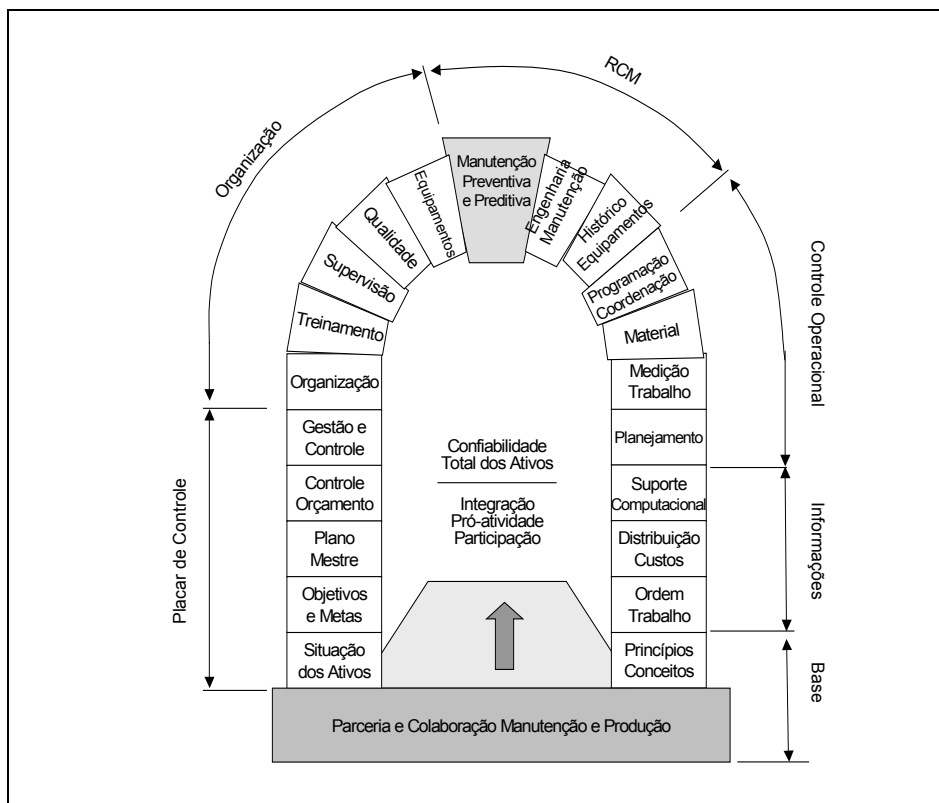 RCM
Organização
Manutenção
Preventiva
e Preditiva
Equipamentos
Engenharia
Manutenção
Qualidade
Histórico
Equipamentos
Supervisão
Programação
Coordenação
Treinamento
Material
Controle Operacional
Organização
Medição
Trabalho
Gestão e
Controle
Planejamento
Confiabilidade
Total dos Ativos
Placar de Controle
Controle
Orçamento
Integração
Pró-atividade
Participação
Suporte
Computacional
Informações
Plano
Mestre
Distribuição
Custos
Objetivos
e Metas
Ordem
Trabalho
Situação
dos Ativos
Princípios
Conceitos
Base
Parceria e Colaboração Manutenção e Produção